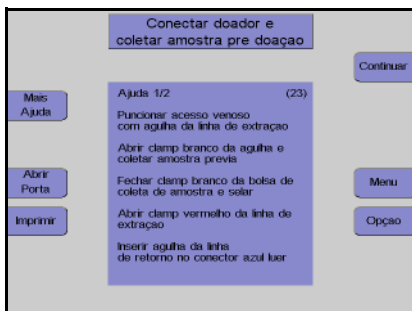 Conectar doador e
coletar amostra pre doaçao
Continuar
Mais
Ajuda
Ajuda 1/2 (23)
Puncionar acesso venoso
com agulha da linha de extraçao
Abrir clamp branco da agulha e
coletar amostra previa
Abrir
Porta
Fechar clamp branco da bolsa de
coleta de amostra e selar
Menu
Imprimir
Abrir clamp vermelho da linha de
extraçao
Opçao
Inserir agulha da linha
de retorno no conector azul luer